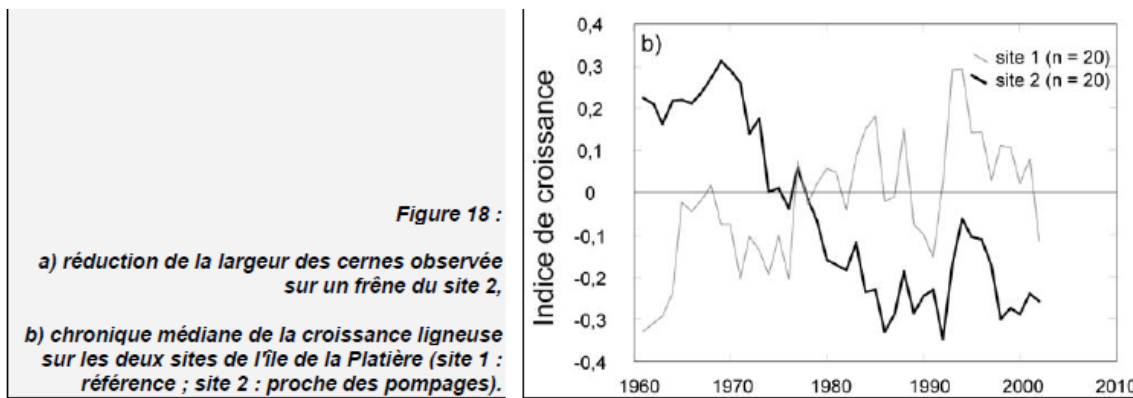 Figure 18 :
a) réduction de la largeur des cernes observée
sur un frêne du site 2,
b) chronique médiane de la croissance ligneuse
sur les deux sites de l'île de la Platière (site 1 :
référence ; site 2 : proche des pompages).
b)
site 1 (n = 20)
site 2 (n = 20)
Indice de croissance
0,4
0,3
0,2
0,1
0
-0,1
-0,2
-0,3
-0,4
1960 1970 1980 1990 2000 2010